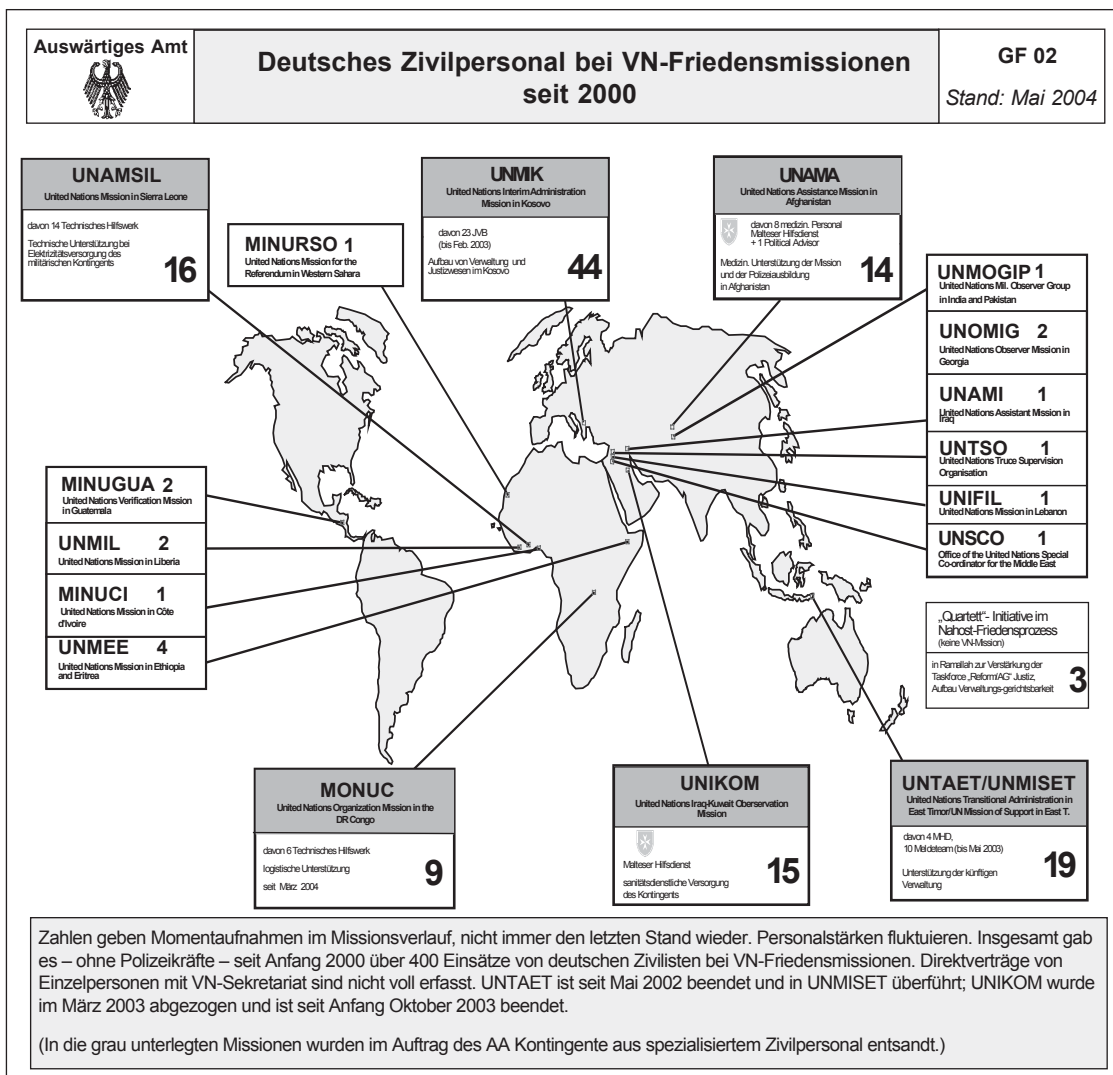 Auswärtiges Amt
Deutsches Zivilpersonal bei VN-Friedensmissionen
seit 2000
GF 02
Stand: Mai 2004
UNAMSIL
United Nations Mission in Sierra Leone
davon 14 Technisches Hilfswerk
Technische Unterstützung bei
Elektrizitätsversorgung des
militärischen Kontingents
16
MINURSO 1
United Nations Mission for the
Referendum in Western Sahara
UNMIK
United Nations Interim Administration
Mission in Kosovo
davon 23 JVB
(bis Feb. 2003)
Aufbau von Verwaltung und
Justizwesen im Kosovo
44
UNAMA
United Nations Assistance Mission in
Afghanistan
davon 8 medizin. Personal
Malteser Hilfsdienst
+ 1 Political Advisor
Medizin. Unterstützung der Mission
und der Polizeiausbildung
in Afghanistan
14
UNMOGIP 1
United Nations Mil. Observer Group
in India and Pakistan
UNOMIG 2
United Nations Observer Mission in
Georgia
UNAMI 1
United Nations Assistant Mission in
Iraq
UNTSO 1
United Nations Truce Supervision
Organisation
UNIFIL 1
United Nations Mission in Lebanon
UNSCO 1
Office of the United Nations Special
Co-ordinator for the Middle East
MINUGUA 2
United Nations Verification Mission
in Guatemala
UNMIL 2
United Nations Mission in Liberia
MINUCI 1
United Nations Mission in Côte
d'Ivoire
UNMEE 4
United Nations Mission in Ethiopia
and Eritrea
„Quartett"- Initiative im
Nahost-Friedensprozess
(keine VN-Mission)
in Ramallah zur Verstärkung der
Taskforce „Reform/AG" Justiz,
Aufbau Verwaltungs-gerichtsbarkeit
3
MONUC
United Nations Organization Mission in the
DR Congo
davon 6 Technisches Hilfswerk
logistische Unterstützung
seit März 2004
9
UNIKOM
United Nations Iraq-Kuwait Oberservation
Mission
Malteser Hilfsdienst
sanitätsdienstliche Versorgung
des Kontingents
15
UNTAET/UNMISET
United Nations Transitional Administration in
East Timor/UN Mission of Support in East T.
davon 4 MHD,
10 Meldeteam (bis Mai 2003)
Unterstützung der künftigen
Verwaltung
19
Zahlen geben Momentaufnahmen im Missionsverlauf, nicht immer den letzten Stand wieder. Personalstärken fluktuieren. Insgesamt gab
es – ohne Polizeikräfte – seit Anfang 2000 über 400 Einsätze von deutschen Zivilisten bei VN-Friedensmissionen. Direktverträge von
Einzelpersonen mit VN-Sekretariat sind nicht voll erfasst. UNTAET ist seit Mai 2002 beendet und in UNMISET überführt; UNIKOM wurde
im März 2003 abgezogen und ist seit Anfang Oktober 2003 beendet.
(In die grau unterlegten Missionen wurden im Auftrag des AA Kontingente aus spezialisiertem Zivilpersonal entsandt.)